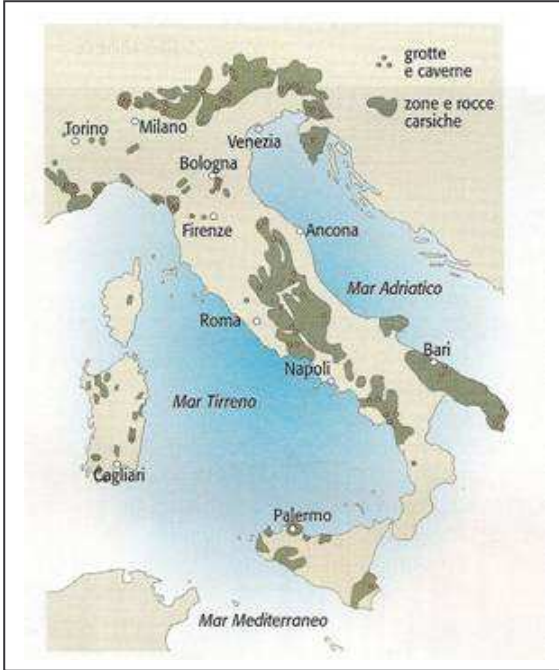 grotte
e caverne
zone e rocce
carsiche
Torino
Milano
Venezia
Bologna
Firenze
Ancona
Mar Adriatico
Roma
Bari
Napoli
Mar Tirreno
Cagliari
Palermo
Mar Mediterraneo